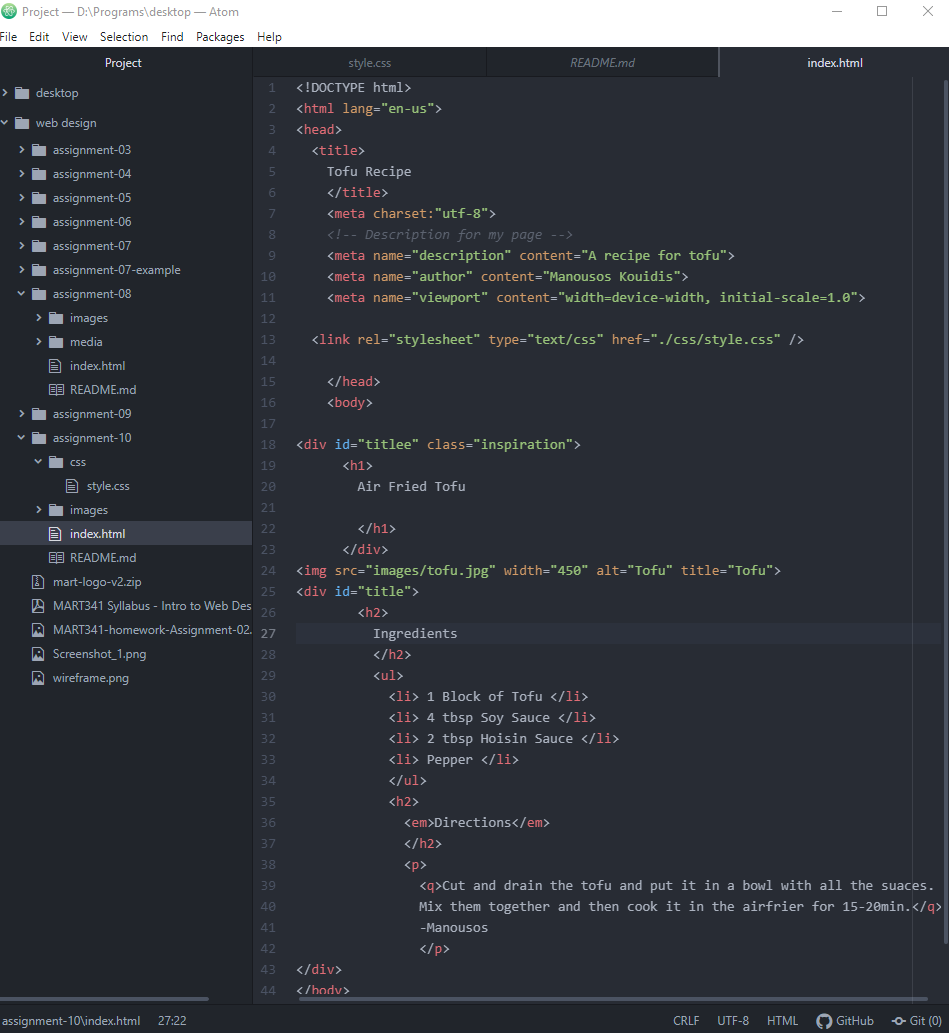 Project — D:\Programs\desktop — Atom
File Edit View Selection Find Packages Help
Project
desktop
web design
assignment-03
assignment-04
assignment-05
assignment-06
assignment-07
assignment-07-example
assignment-08
images
media
index.html
README.md
assignment-09
assignment-10
css
style.css
images
index.html
README.md
mart-logo-v2.zip
MART341 Syllabus - Intro to Web Des
MART341-homework-Assignment-02.
Screenshot_1.png
wireframe.png
style.css README.md index.html
1 <!DOCTYPE html>
2 <html lang="en-us">
3 <head>
4 <title>
5 Tofu Recipe
6 </title>
7 <meta charset:"utf-8">
8 <!-- Description for my page -->
9 <meta name="description" content="A recipe for tofu">
10 <meta name="author" content="Manousos Kouidis">
11 <meta name="viewport" content="width=device-width, initial-scale=1.0">
12
13 <link rel="stylesheet" type="text/css" href="./css/style.css" />
14
15 </head>
16 <body>
17
18 <div id="titlee" class="inspiration">
19 <h1>
20 Air Fried Tofu
21
22 </h1>
23 </div>
24 <img src="images/tofu.jpg" width="450" alt="Tofu" title="Tofu">
25 <div id="title">
26 <h2>
27 Ingredients
28 </h2>
29 <ul>
30 <li> 1 Block of Tofu </li>
31 <li> 4 tbsp Soy Sauce </li>
32 <li> 2 tbsp Hoisin Sauce </li>
33 <li> Pepper </li>
34 </ul>
35 <h2>
36 <em>Directions</em>
37 </h2>
38 <p>
39 <q>Cut and drain the tofu and put it in a bowl with all the suaces.
40 Mix them together and then cook it in the airfrier for 15-20min.</q>
41 -Manousos
42 </p>
43 </div>
44 </body>
assignment-10\index.html 27:22 CRLF UTF-8 HTML GitHub Git (0)